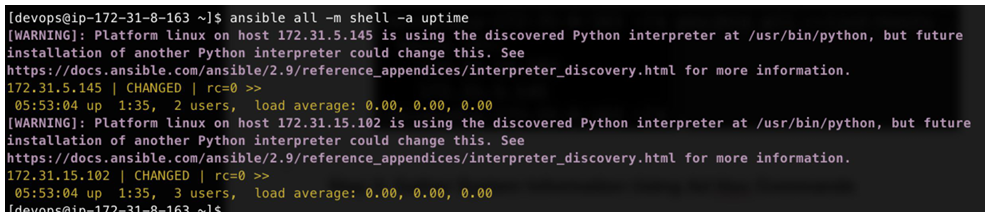 [devops@ip-172-31-8-163 ~]$ ansible all -m shell -a uptime
[WARNING]: Platform linux on host 172.31.5.145 is using the discovered Python interpreter at /usr/bin/python, but future
installation of another Python interpreter could change this. See
https://docs.ansible.com/ansible/2.9/reference_appendices/interpreter_discovery.html for more information.
172.31.5.145 | CHANGED | rc=0 >>
 05:53:04 up  1:35,  2 users,  load average: 0.00, 0.00, 0.00
[WARNING]: Platform linux on host 172.31.15.102 is using the discovered Python interpreter at /usr/bin/python, but future
installation of another Python interpreter could change this. See
https://docs.ansible.com/ansible/2.9/reference_appendices/interpreter_discovery.html for more information.
172.31.15.102 | CHANGED | rc=0 >>
 05:53:04 up  1:35,  3 users,  load average: 0.00, 0.00, 0.00
[devops@ip-172-31-8-163 ~]$